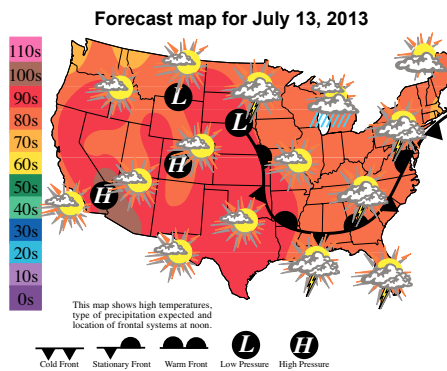 Forecast map for July 13, 2013
110s
100s
90s
80s
70s
60s
50s
40s
30s
20s
10s
0s
L
L
H
H
This map shows high temperatures,
type of precipitation expected and
location of frontal systems at noon.
L
H
Cold Front
Stationary Front
Warm Front
Low Pressure
High Pressure